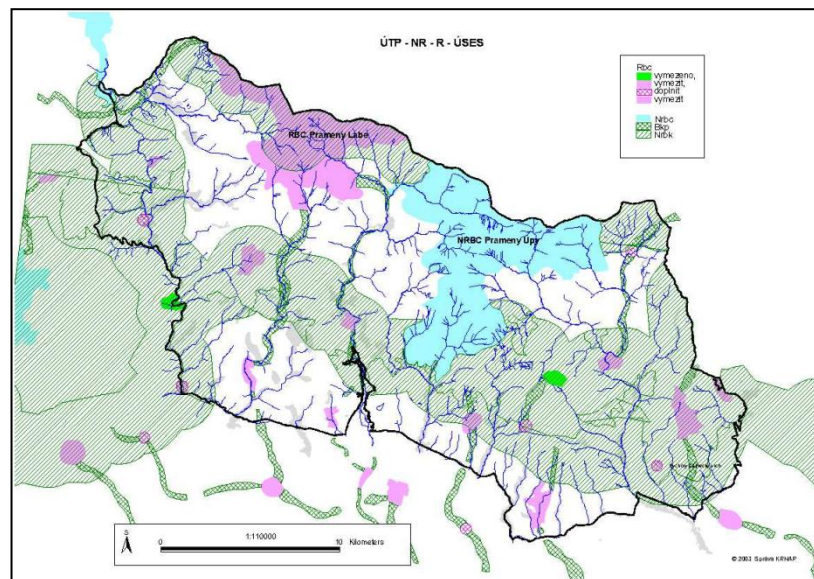 ÚTP - NR - R - ÚSES
Rbc
vymezeno,
vymezit,
doplnit
vymezit
Nrbc
Bkp
Nrbk
RBC Prameny Labe
NRBC Prameny Úpy
S
1:110000
0
10 Kilometers
© 2003 Správa KRNAP